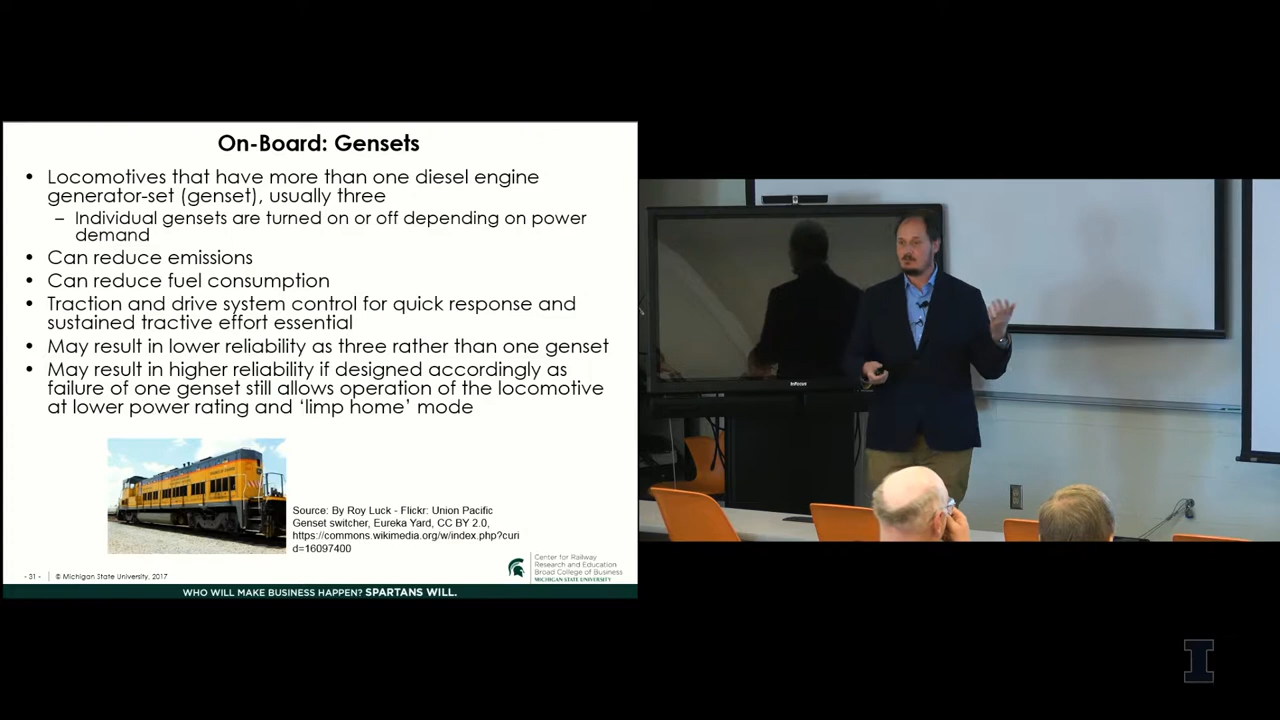 On-Board: Gensets
• Locomotives that have more than one diesel engine
generator-set (genset), usually three
– Individual gensets are turned on or off depending on power
demand
• Can reduce emissions
• Can reduce fuel consumption
• Traction and drive system control for quick response and
sustained tractive effort essential
• May result in lower reliability as three rather than one genset
• May result in higher reliability if designed accordingly as
failure of one genset still allows operation of the locomotive
at lower power rating and ‘limp home’ mode
Source: By Roy Luck - Flickr: Union Pacific
Genset switcher, Eureka Yard, CC BY 2.0,
https://commons.wikimedia.org/w/index.php?curi
d=16097400
Center for Railway
Research and Education
Broad College of Business
MICHIGAN STATE UNIVERSITY
- 31 - | © Michigan State University, 2017
WHO WILL MAKE BUSINESS HAPPEN? SPARTANS WILL.
InFocus
I